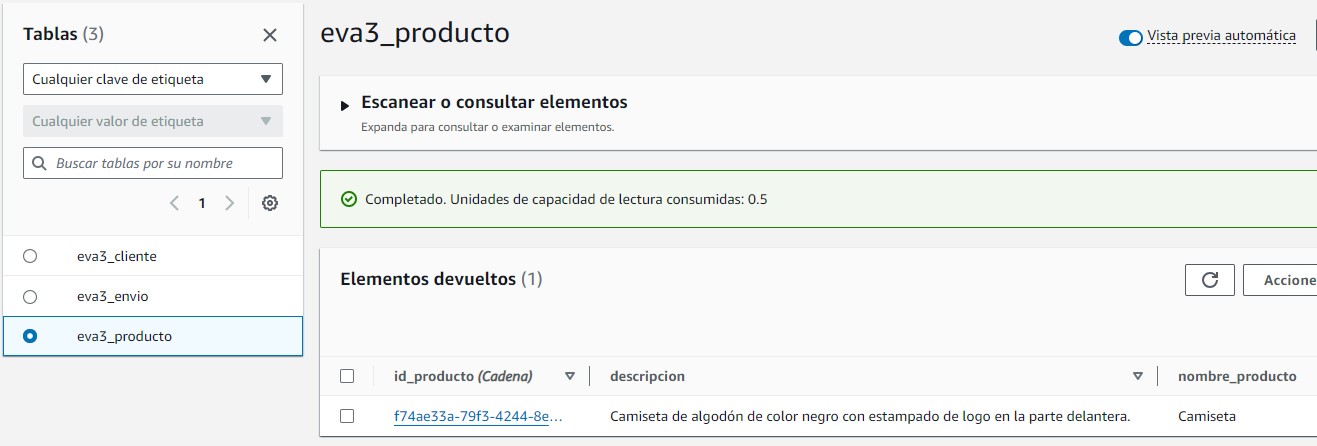 Tablas (3)
Cualquier clave de etiqueta
Cualquier valor de etiqueta
Buscar tablas por su nombre
1
eva3_cliente
eva3_envio
eva3_producto
eva3_producto
Vista previa automática
Escanear o consultar elementos
Expanda para consultar o examinar elementos.
Completado. Unidades de capacidad de lectura consumidas: 0.5
Elementos devueltos (1)
Accione
id_producto (Cadena) descripcion nombre_producto
f74ae33a-79f3-4244-8e... Camiseta de algodón de color negro con estampado de logo en la parte delantera. Camiseta